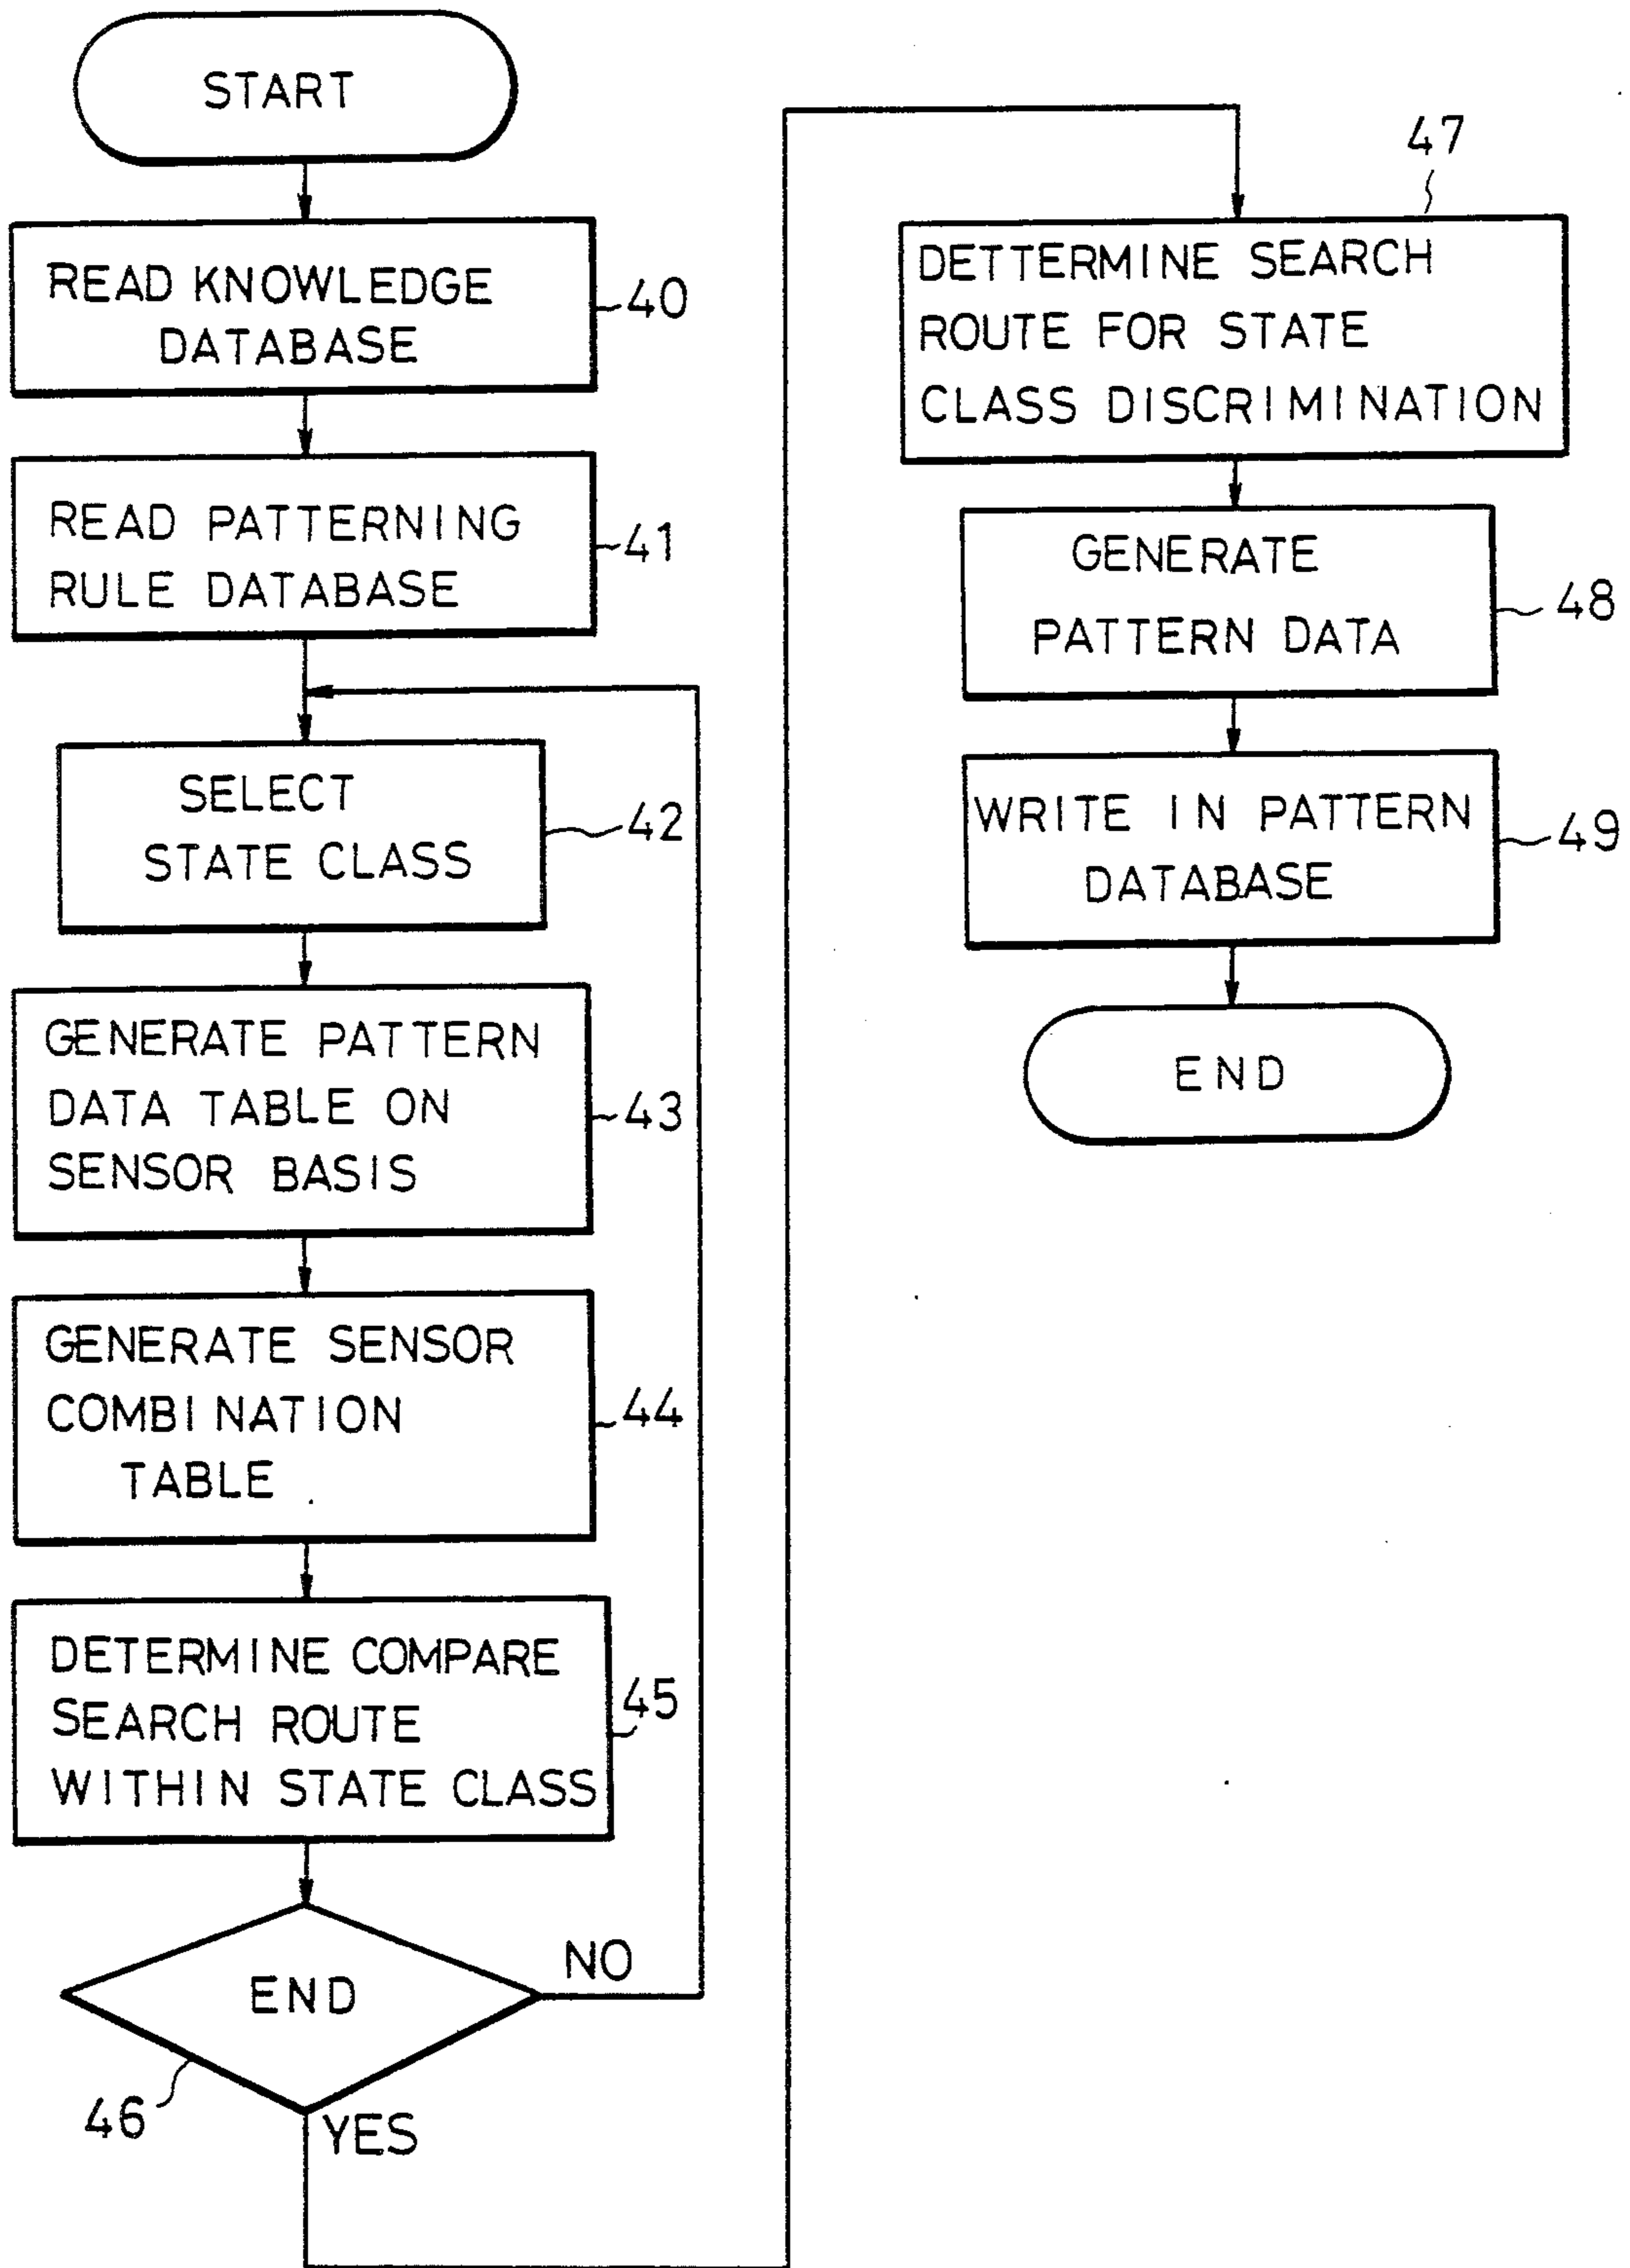 START
READ KNOWLEDGE
DATABASE
40
READ PATTERNING
RULE DATABASE
41
SELECT
STATE CLASS
42
GENERATE PATTERN
DATA TABLE ON
SENSOR BASIS
43
GENERATE SENSOR
COMBINATION
TABLE
44
DETERMINE COMPARE
SEARCH ROUTE
WITHIN STATE CLASS
45
END
NO
46
YES
47
DETTERMINE SEARCH
ROUTE FOR STATE
CLASS DISCRIMINATION
GENERATE
PATTERN DATA
48
WRITE IN PATTERN
DATABASE
49
END